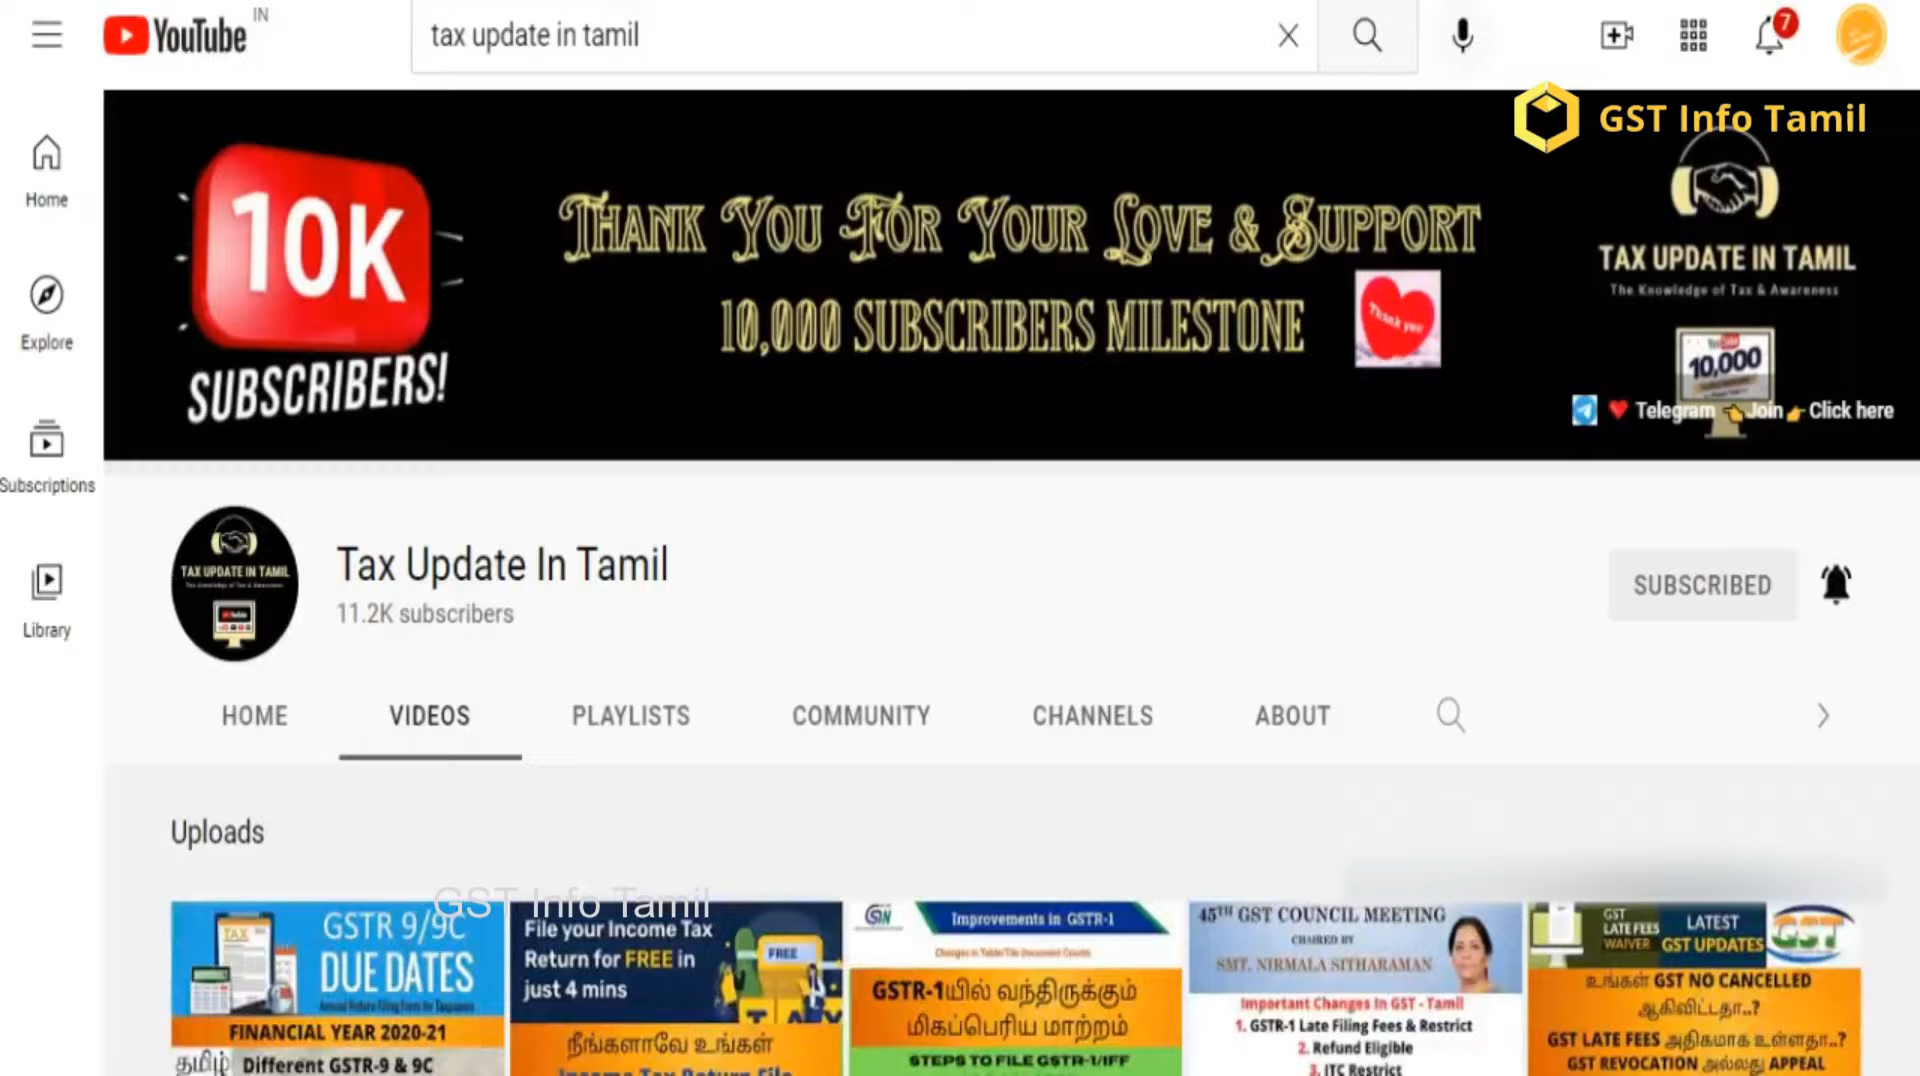 YouTube
IN
tax update in tamil
7
GST Info Tamil
Home
Explore
Subscriptions
Library
10K
SUBSCRIBERS!
THANK YOU FOR YOUR LOVE & SUPPORT
10,000 SUBSCRIBERS MILESTONE
Thank you
TAX UPDATE IN TAMIL
The Knowledge of Tax & Awareness
10,000
Telegram Join Click here
TAX UPDATE IN TAMIL
Tax Update In Tamil
11.2K subscribers
SUBSCRIBED
HOME
VIDEOS
PLAYLISTS
COMMUNITY
CHANNELS
ABOUT
Uploads
GST Info Tamil
TAX
GSTR 9/9C
DUE DATES
FINANCIAL YEAR 2020-21
தமிழ் Different GSTR-9 & 9C
File your Income Tax
Return for FREE in
just 4 mins
FREE
நீங்களாவே உங்கள்
Income Tax Return File
Improvements in GSTR-1
GSTR-1யில் வந்திருக்கும்
மிகப்பெரிய மாற்றம்
STEPS TO FILE GSTR-1/IFF
45TH GST COUNCIL MEETING
CHAIRED BY
SMT. NIRMALA SITHARAMAN
Important Changes In GST - Tamil
1. GSTR-1 Late Filing Fees & Restrict
2. Refund Eligible
3. ITC Restrict
GST
LATE FEES
WAIVER
LATEST
GST UPDATES
GST
உங்கள் GST NO CANCELLED
ஆகிவிட்டதா..?
GST LATE FEES அதிகமாக உள்ளதா..?
GST REVOCATION அல்லது APPEAL